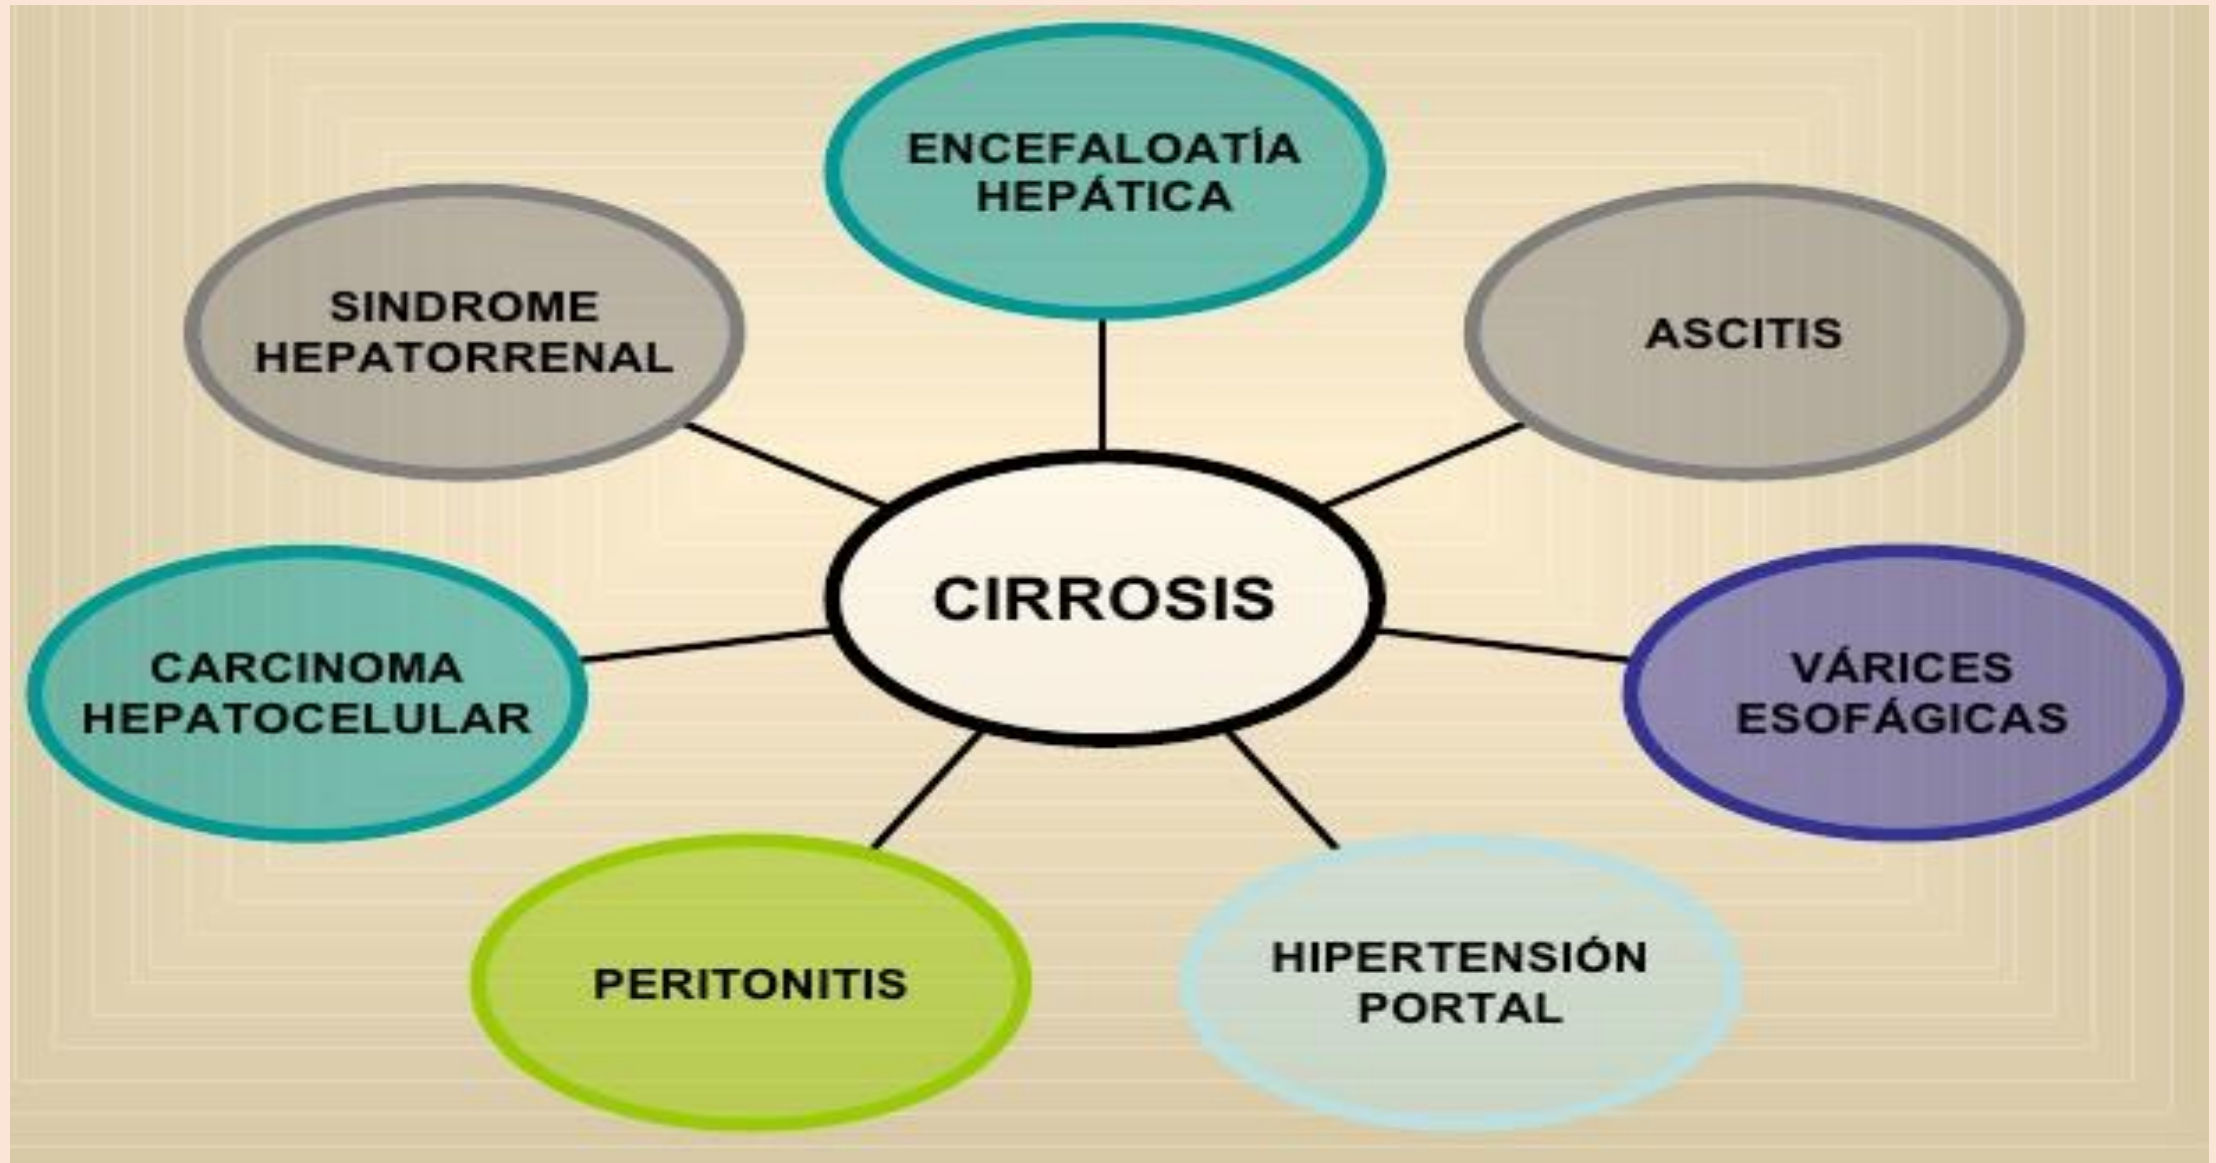 ENCEFALOATÍA
HEPÁTICA
SINDROME
HEPATORRENAL
ASCITIS
CIRROSIS
CARCINOMA
HEPATOCELULAR
VÁRICES
ESOFÁGICAS
PERITONITIS
HIPERTENSIÓN
PORTAL